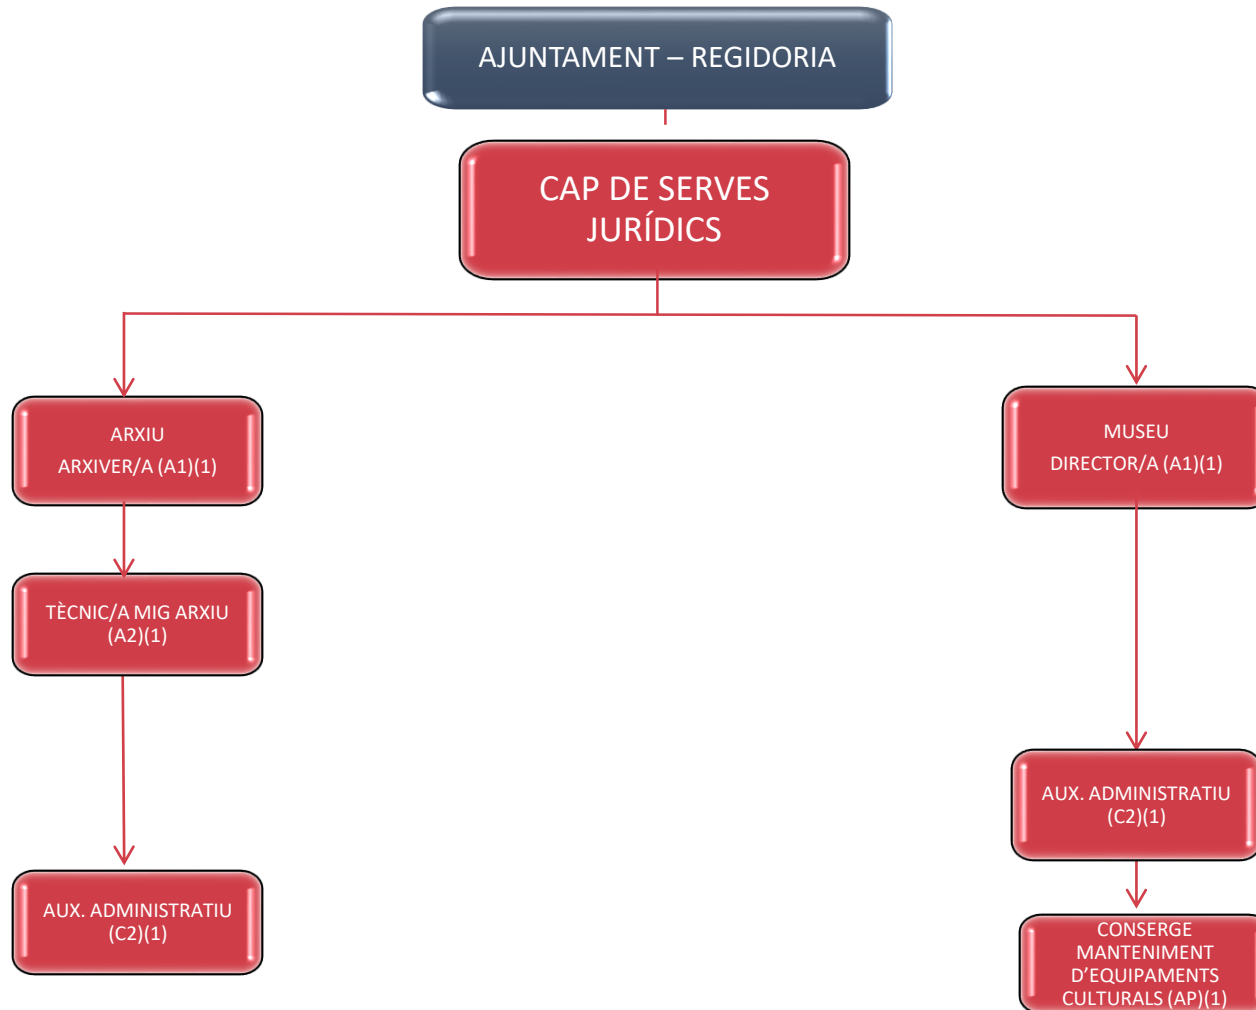 AJUNTAMENT – REGIDORIA
CAP DE SERVES
JURÍDICS
ARXIU
ARXIVER/A (A1)(1)
MUSEU
DIRECTOR/A (A1)(1)
TÈCNIC/A MIG ARXIU
(A2)(1)
AUX. ADMINISTRATIU
(C2)(1)
AUX. ADMINISTRATIU
(C2)(1)
CONSERGE
MANTENIMENT
D’EQUIPAMENTS
CULTURALS (AP)(1)